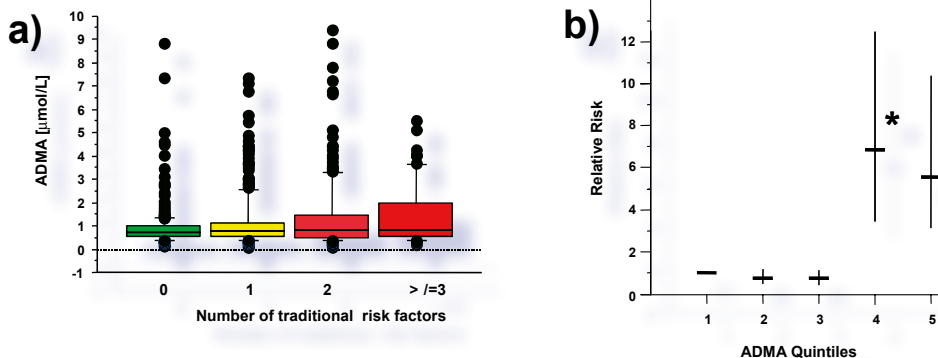 a)
10
9
8
7
6
5
4
3
2
1
0
-1
ADMA [µmol/L]
0 1 2 > /=3
Number of traditional risk factors
b)
12
10
8
6
4
2
0
Relative Risk
*
1 2 3 4 5
ADMA Quintiles